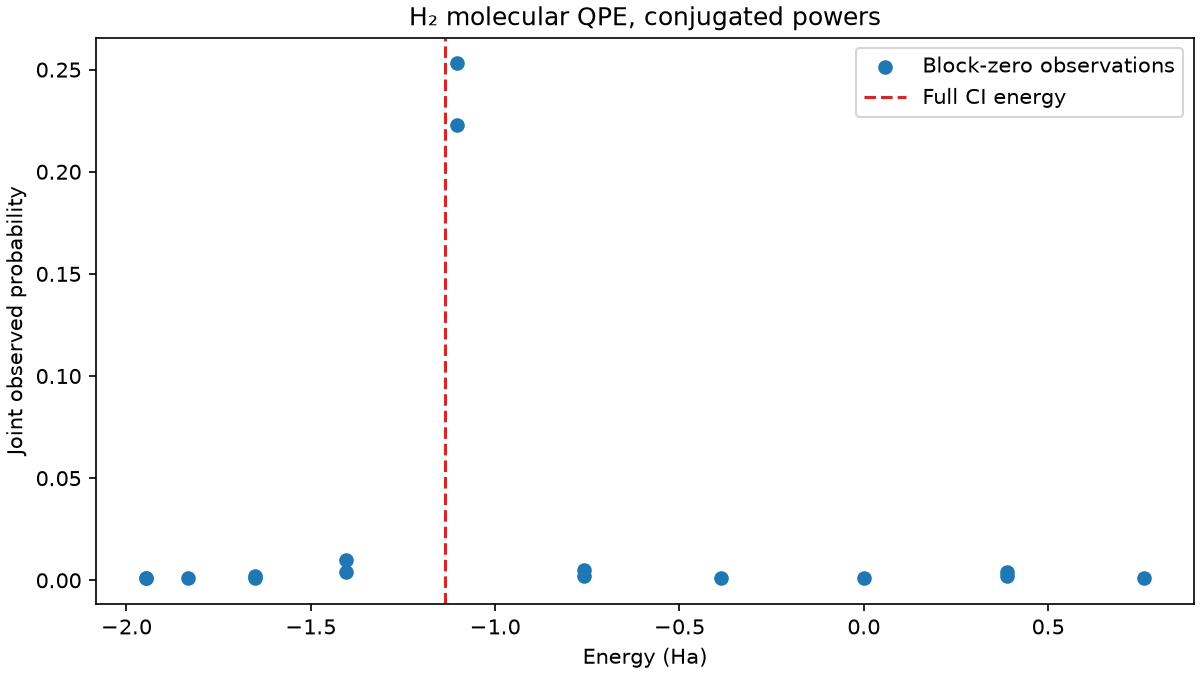 H₂ molecular QPE, conjugated powers
Block-zero observations
Full CI energy
Joint observed probability
0.25
0.20
0.15
0.10
0.05
0.00
−2.0 −1.5 −1.0 −0.5 0.0 0.5
Energy (Ha)